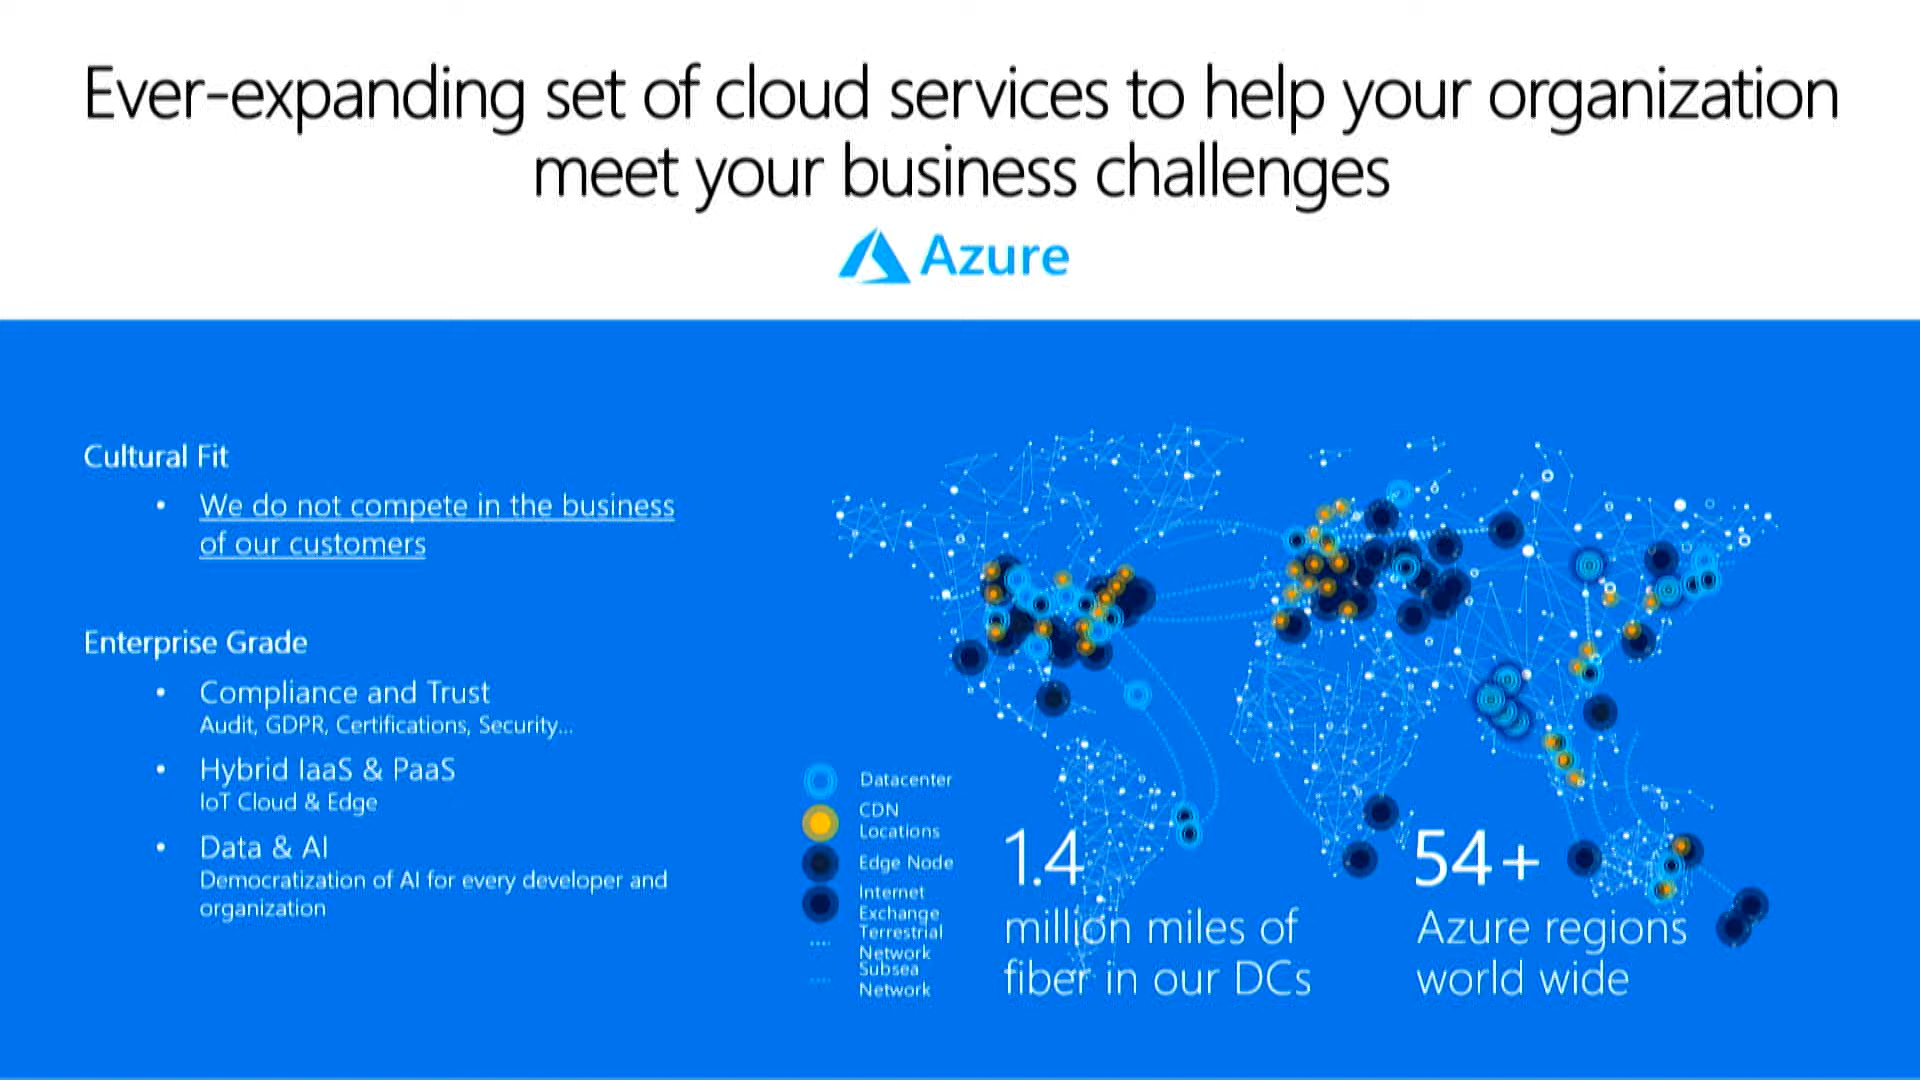 Ever-expanding set of cloud services to help your organization
meet your business challenges
Azure
Cultural Fit
• We do not compete in the business
of our customers
Enterprise Grade
• Compliance and Trust
Audit, GDPR, Certifications, Security...
• Hybrid IaaS & PaaS
IoT Cloud & Edge
• Data & AI
Democratization of AI for every developer and
organization
Datacenter
CDN
Locations
Edge Node
Internet
Exchange
Terrestrial
Network
Subsea
Network
1.4
million miles of
fiber in our DCs
54+
Azure regions
world wide